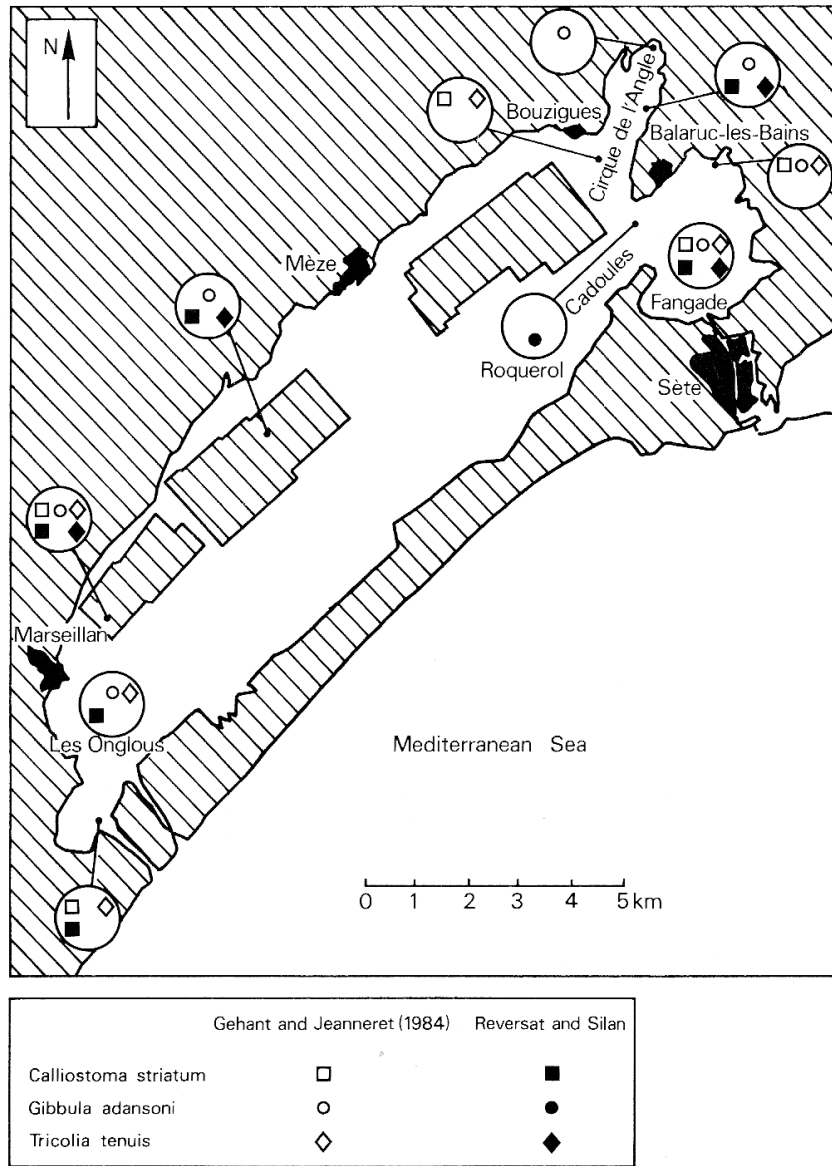 N
Bouzigues
Cirque de l'Angle
Balaruc-les-Bains
Mèze
Cadoules
Fangade
Roquerol
Sète
Marseillan
Les Onglous
Mediterranean Sea
0 1 2 3 4 5 km
Gehant and Jeanneret (1984) Reversat and Silan
Calliostoma striatum
Gibbula adansoni
Tricolia tenuis